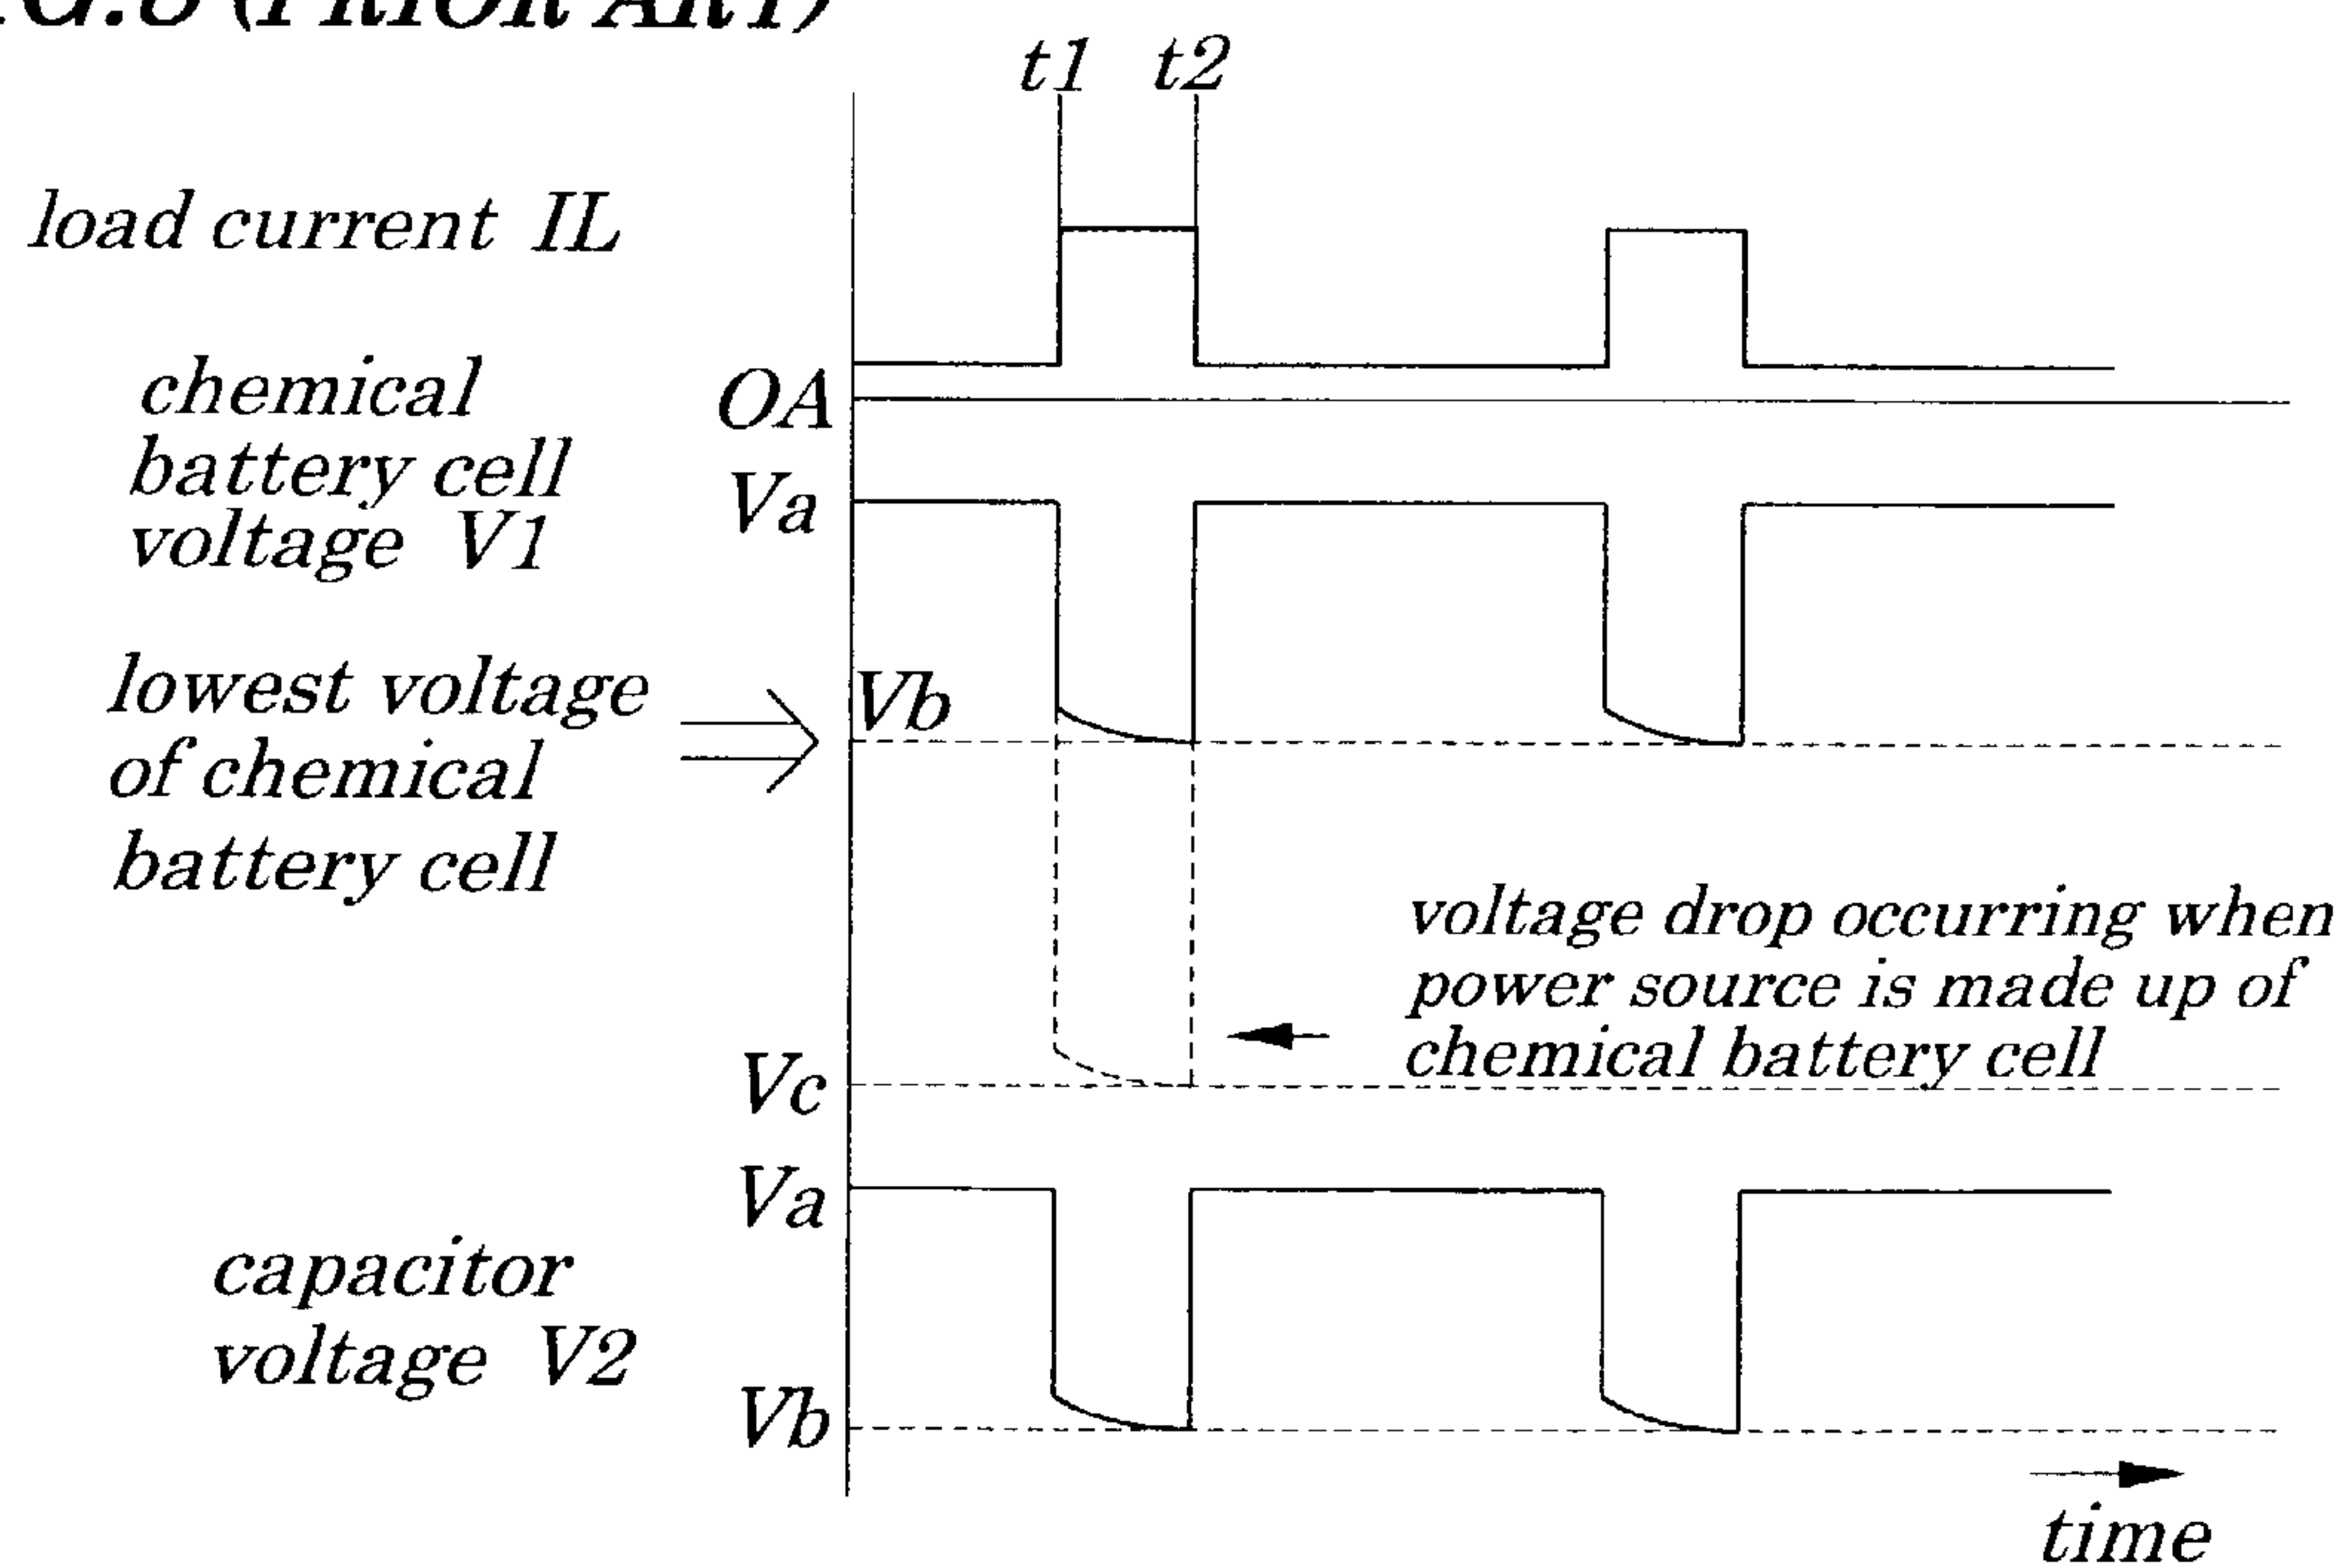 (PRIOR ART)
t1 t2
load current IL
OA
chemical
battery cell
voltage V1
Va
lowest voltage
of chemical
battery cell
Vb
voltage drop occurring when
power source is made up of
chemical battery cell
Vc
Va
capacitor
voltage V2
Vb
time